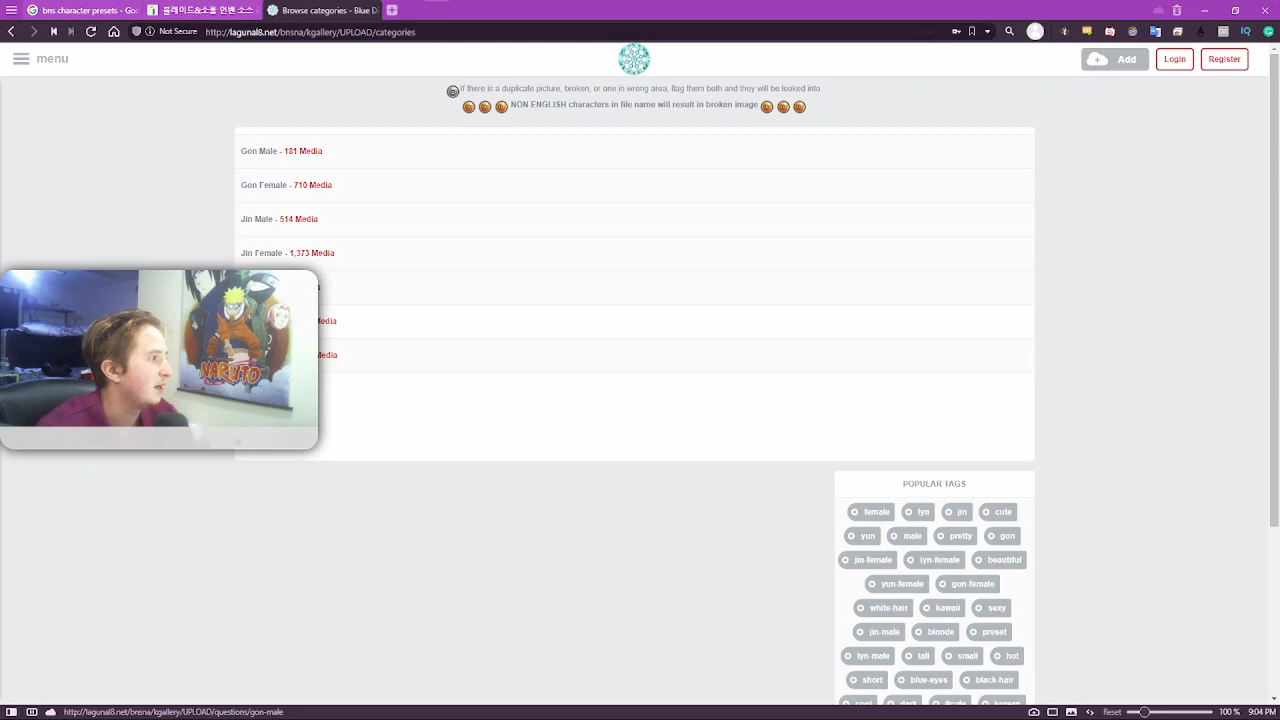 bns character presets - Go
블레이드&소울 인벤 소스
Categories - Blue D
Not Secure
http://lagunal8.net/bnsna/kgallery/UPLOAD/categories
menu
Add
Login
Register
If there is a duplicate picture, broken, or one in wrong area, flag them both and they will be looked into
NON ENGLISH characters in file name will result in broken image
Gon Male - 181 Media
Gon Female - 710 Media
Jin Male - 514 Media
Jin Female - 1,373 Media
Media
Media
NARUTO
POPULAR TAGS
female lyn jin cute
yun male pretty gon
jin-female lyn-female beautiful
yun-female gon-female
white-hair kawaii sexy
jin-male blonde preset
lyn-male tall small hot
short blue-eyes black-hair
cool dark Acute korean
http://lagunal8.net/bnsna/kgallery/UPLOAD/questions/gon-male
Reset
100 %
9:04 PM